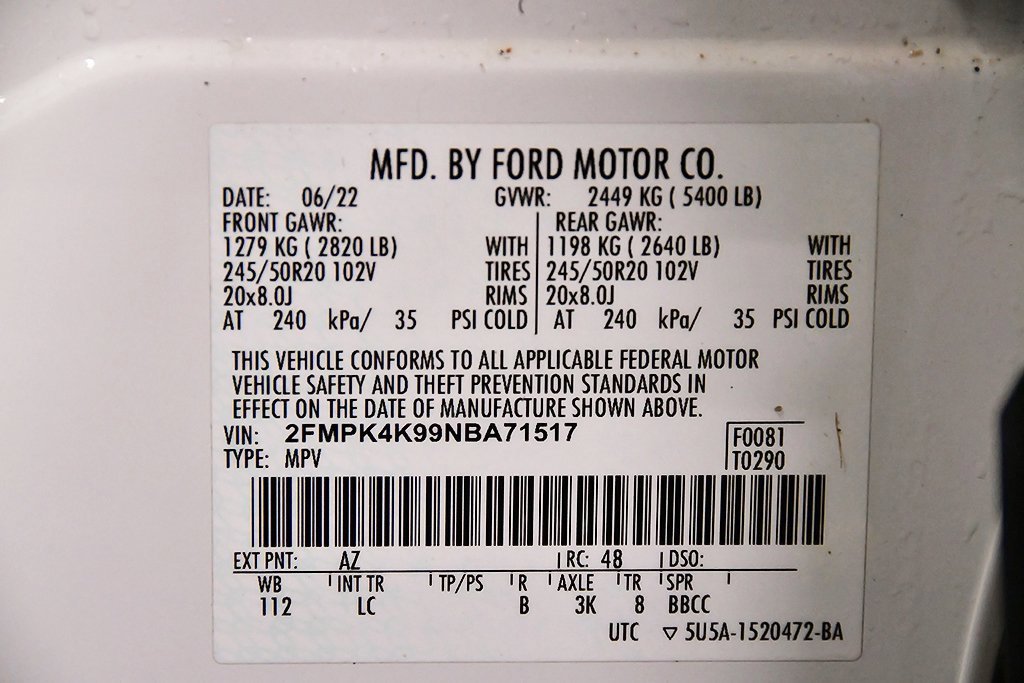 MFD. BY FORD MOTOR CO.
DATE: 06/22 GVWR: 2449 KG ( 5400 LB)
FRONT GAWR: REAR GAWR:
1279 KG ( 2820 LB) WITH 1198 KG ( 2640 LB) WITH
245/50R20 102V TIRES 245/50R20 102V TIRES
20x8.0J RIMS 20x8.0J RIMS
AT 240 kPa/ 35 PSI COLD AT 240 kPa/ 35 PSI COLD
THIS VEHICLE CONFORMS TO ALL APPLICABLE FEDERAL MOTOR
VEHICLE SAFETY AND THEFT PREVENTION STANDARDS IN
EFFECT ON THE DATE OF MANUFACTURE SHOWN ABOVE.
VIN: 2FMPK4K99NBA71517 F0081
TYPE: MPV T0290
EXT PNT: AZ RC: 48 DSO:
WB INT TR TP/PS R AXLE TR SPR
112 LC B 3K 8 BBCC
UTC ▽ 5U5A-1520472-BA